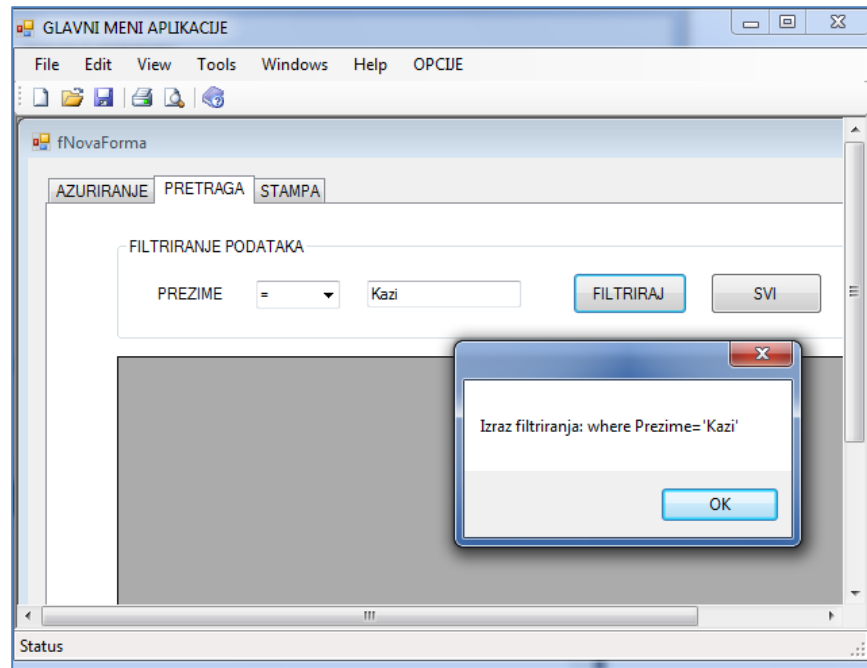 GLAVNI MENI APLIKACIJE
File Edit View Tools Windows Help OPCIJE
fNovaForma
AZURIRANJE PRETRAGA STAMPA
FILTRIRANJE PODATAKA
PREZIME = Kazi FILTRIRAJ SVI
Izraz filtriranja: where Prezime='Kazi'
OK
Status